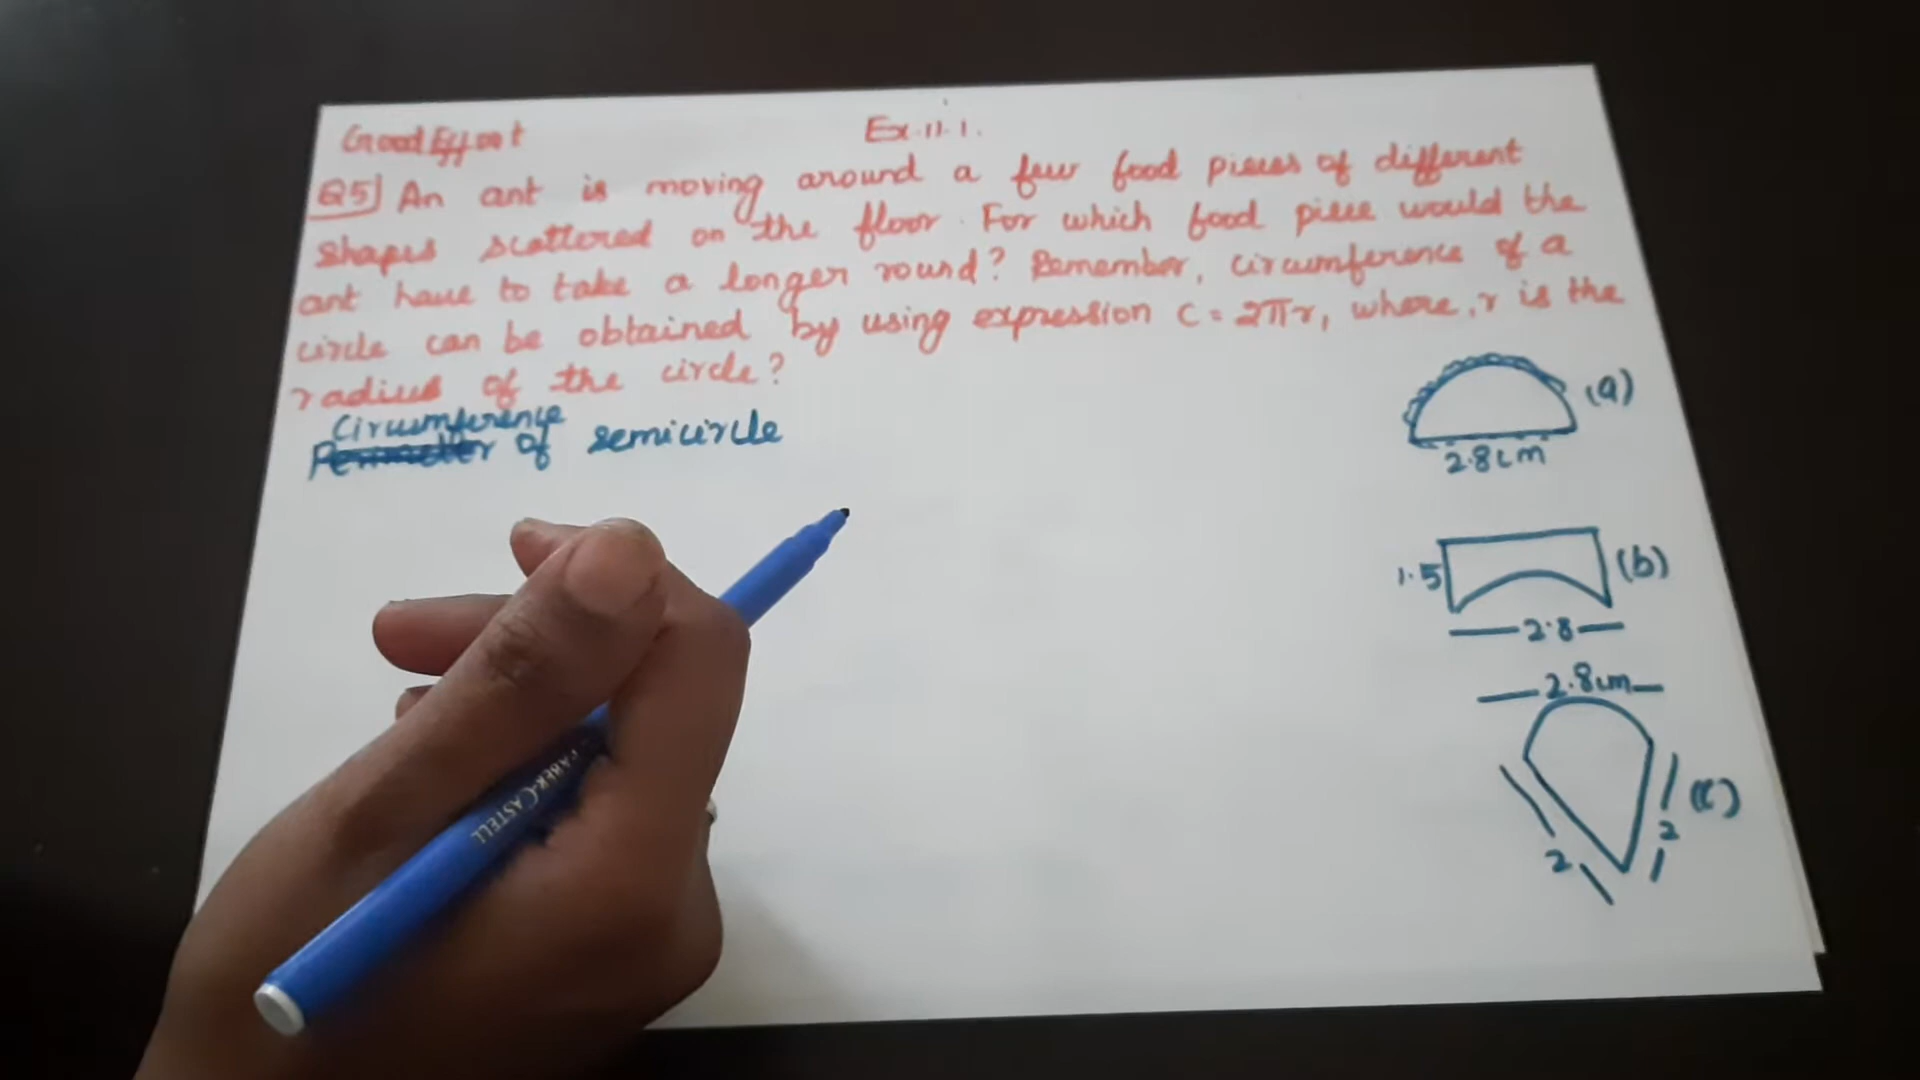 Good Effort
Ex.11.1.
Q5] An ant is moving around a few food pieces of different
shapes scattered on the floor. For which food piece would the
ant have to take a longer round? Remember, circumference of a
circle can be obtained by using expression C = 2πr, where, r is the
radius of the circle?
Circumference
Perimeter of semicircle
(a)
2.8cm
1.5
(b)
2.8
2.8cm
(c)
2
2
FABER-CASTELL